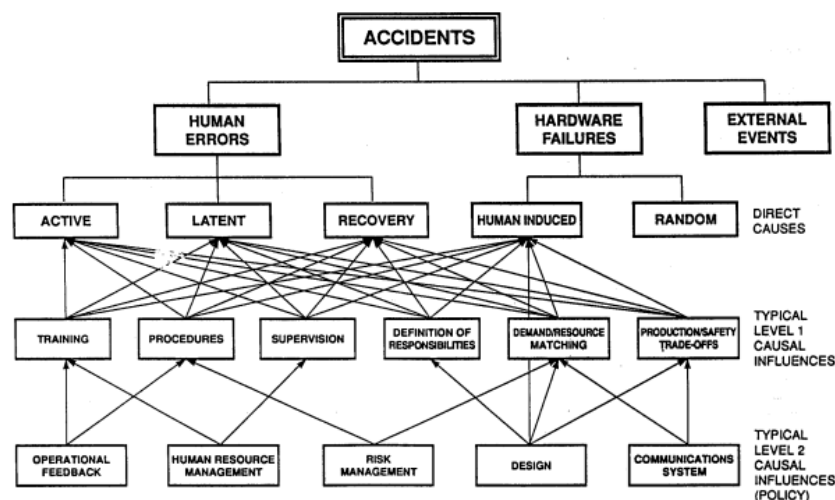 ACCIDENTS
HUMAN
ERRORS
HARDWARE
FAILURES
EXTERNAL
EVENTS
ACTIVE
LATENT
RECOVERY
HUMAN INDUCED
RANDOM
DIRECT
CAUSES
TRAINING
PROCEDURES
SUPERVISION
DEFINITION OF
RESPONSIBILITIES
DEMAND/RESOURCE
MATCHING
PRODUCTION/SAFETY
TRADE-OFFS
TYPICAL
LEVEL 1
CAUSAL
INFLUENCES
OPERATIONAL
FEEDBACK
HUMAN RESOURCE
MANAGEMENT
RISK
MANAGEMENT
DESIGN
COMMUNICATIONS
SYSTEM
TYPICAL
LEVEL 2
CAUSAL
INFLUENCES
(POLICY)